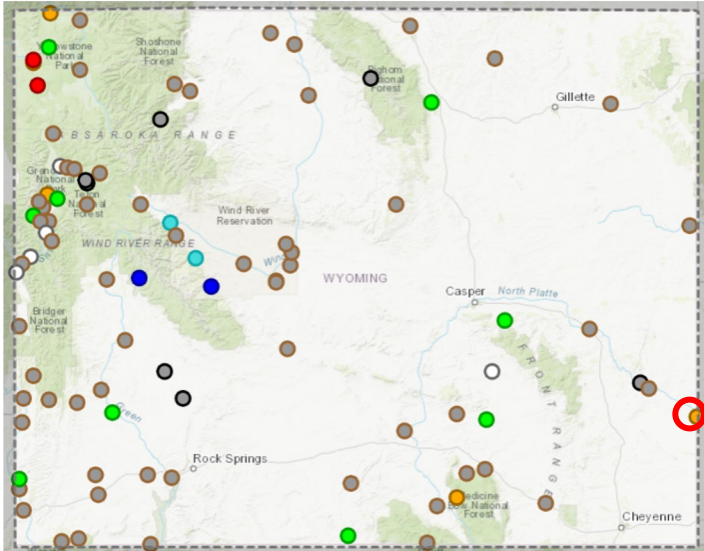 Yellowstone
National
Park
Shoshone
National
Forest
Bighorn
National
Forest
Gillette
ABSAROKA RANGE
Grand
National
Park
Teton
National
Forest
Wind River
Reservation
WIND RIVER RANGE
Wind
WYOMING
Casper
North Platte
Bridger
National
Forest
FRONT RANGE
Green
Rock Springs
Medicine
Bow National
Forest
Cheyenne